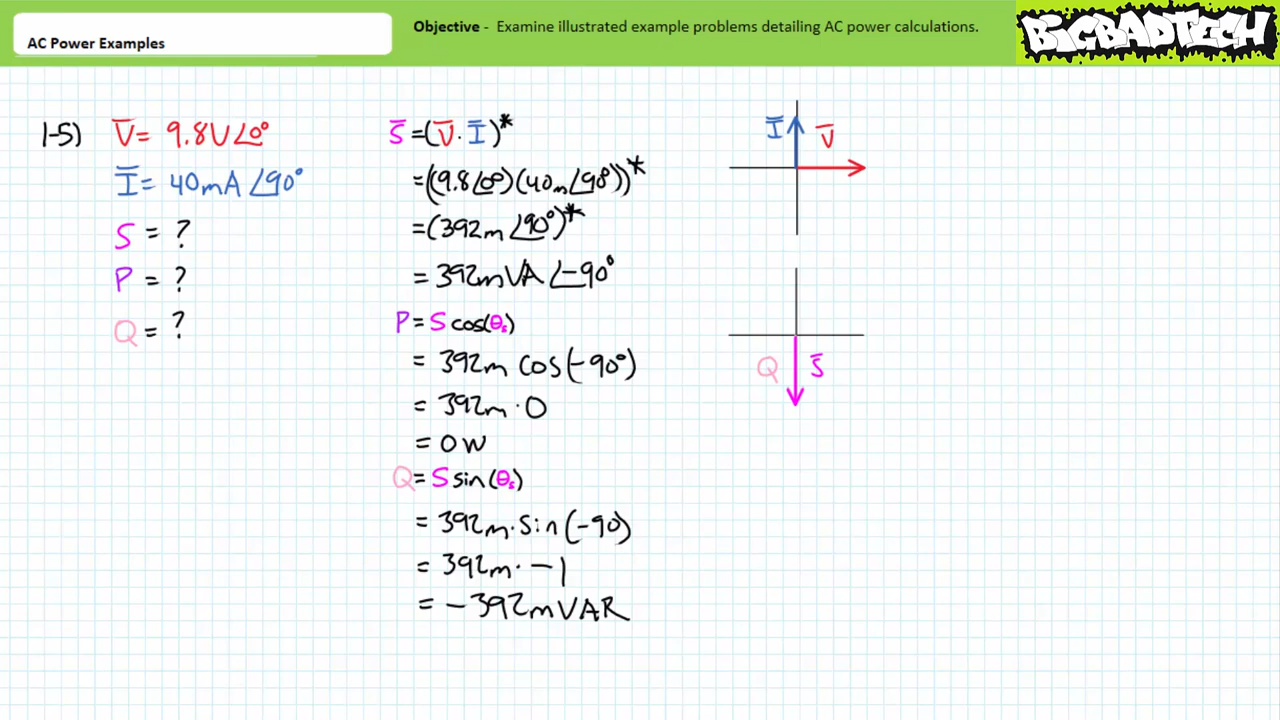 AC Power Examples
Objective - Examine illustrated example problems detailing AC power calculations.
BIGBADTECH
1-5)
V̅ = 9.8V∠0°
I̅ = 40mA∠90°
S = ?
P = ?
Q = ?
S̅ = (V̅ · I̅)*
= ((9.8∠0°)(40m∠90°))*
= (392m∠90°)*
= 392mVA∠-90°
P = S cos(θs)
= 392m cos(-90°)
= 392m · 0
= 0W
Q = S sin(θs)
= 392m · sin(-90)
= 392m · -1
= -392mVAR
I̅ V̅
Q S̅